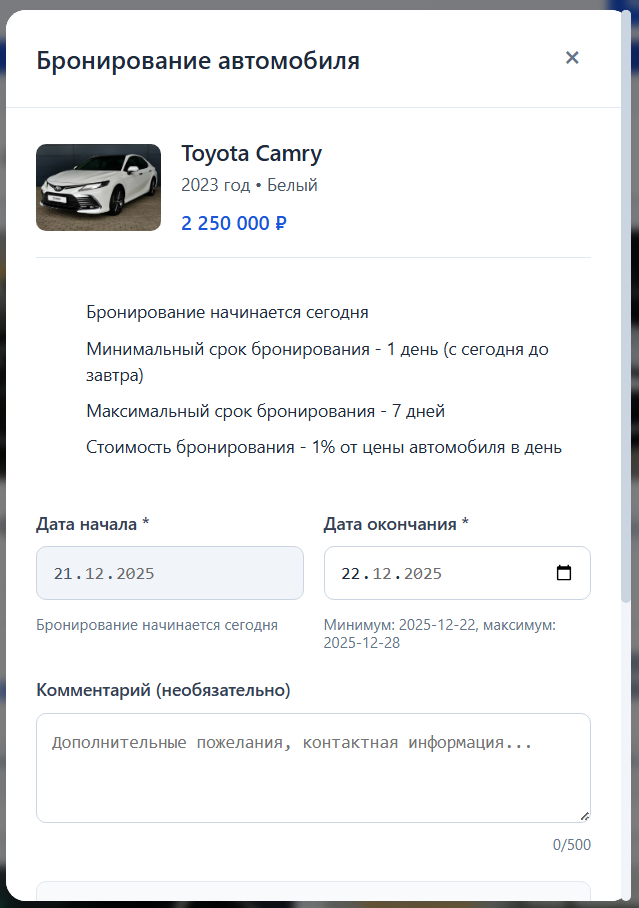 Бронирование автомобиля
×
Toyota Camry
2023 год • Белый
2 250 000 ₽
Бронирование начинается сегодня
Минимальный срок бронирования - 1 день (с сегодня до
завтра)
Максимальный срок бронирования - 7 дней
Стоимость бронирования - 1% от цены автомобиля в день
Дата начала *
Дата окончания *
21.12.2025
22.12.2025
Бронирование начинается сегодня
Минимум: 2025-12-22, максимум:
2025-12-28
Комментарий (необязательно)
Дополнительные пожелания, контактная информация...
0/500